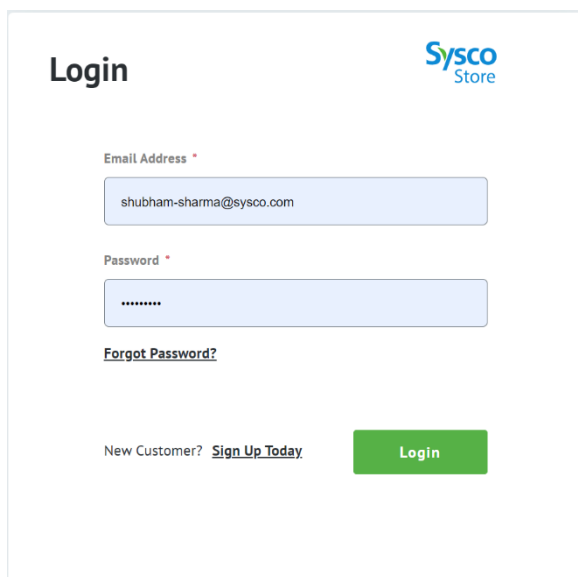 Login
Sysco
Store
Email Address *
shubham-sharma@sysco.com
Password *
•••••••••
Forgot Password?
New Customer? Sign Up Today
Login